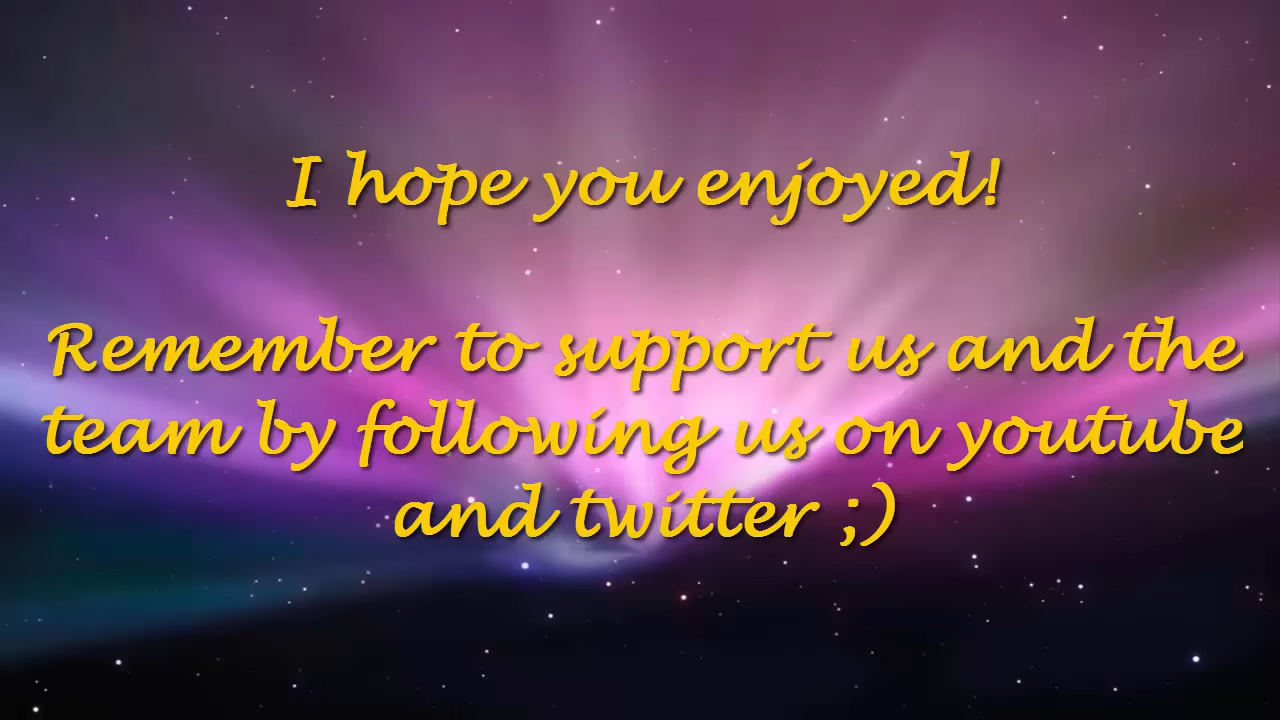 I hope you enjoyed!
Remember to support us and the
team by following us on youtube
and twitter ;)